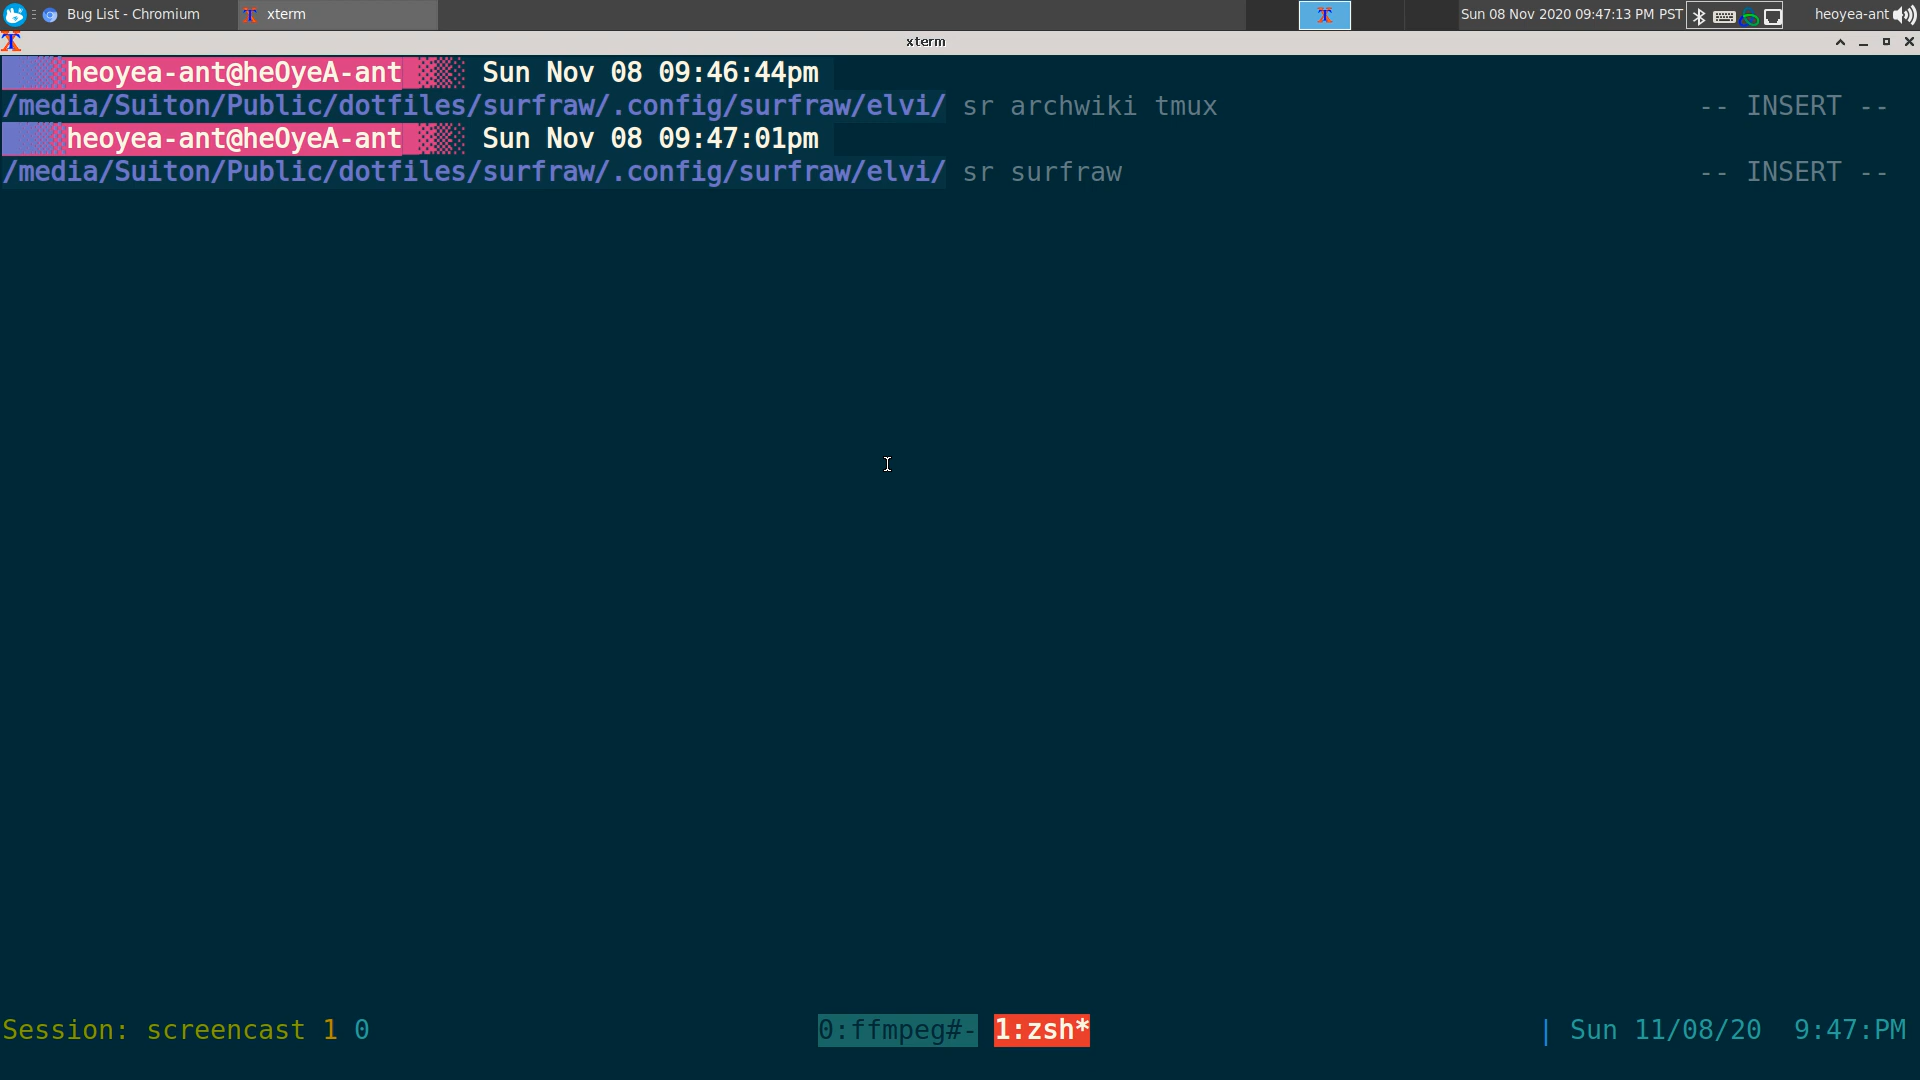 Bug List - Chromium
xterm
Sun 08 Nov 2020 09:47:13 PM PST
heoyea-ant
xterm
heoyea-ant@heOyeA-ant Sun Nov 08 09:46:44pm
/media/Suiton/Public/dotfiles/surfraw/.config/surfraw/elvi/ sr archwiki tmux -- INSERT --
heoyea-ant@heOyeA-ant Sun Nov 08 09:47:01pm
/media/Suiton/Public/dotfiles/surfraw/.config/surfraw/elvi/ sr surfraw -- INSERT --
Session: screencast 1 0 0:ffmpeg#- 1:zsh* | Sun 11/08/20 9:47:PM